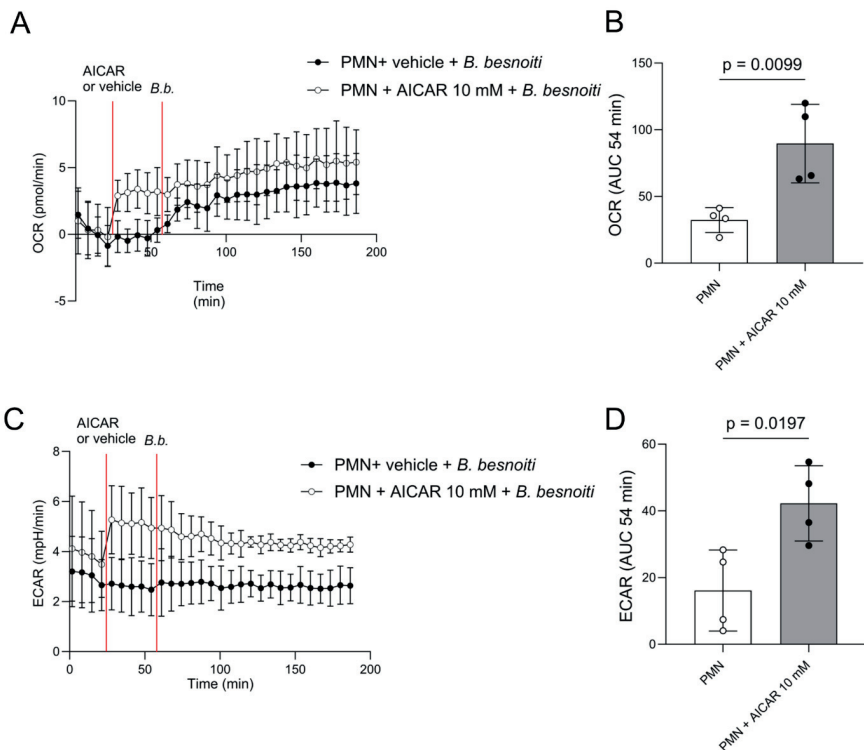 A
AICAR
or vehicle
B.b.
PMN+ vehicle + B. besnoiti
PMN + AICAR 10 mM + B. besnoiti
OCR (pmol/min)
10
5
0
-5
50
100
150
200
Time
(min)
B
p = 0.0099
OCR (AUC 54 min)
150
100
50
0
PMN
PMN + AICAR 10 mM
C
AICAR
or vehicle
B.b.
PMN+ vehicle + B. besnoiti
PMN + AICAR 10 mM + B. besnoiti
ECAR (mpH/min)
8
6
4
2
0
0
50
100
150
200
Time (min)
D
p = 0.0197
ECAR (AUC 54 min)
60
40
20
0
PMN
PMN + AICAR 10 mM